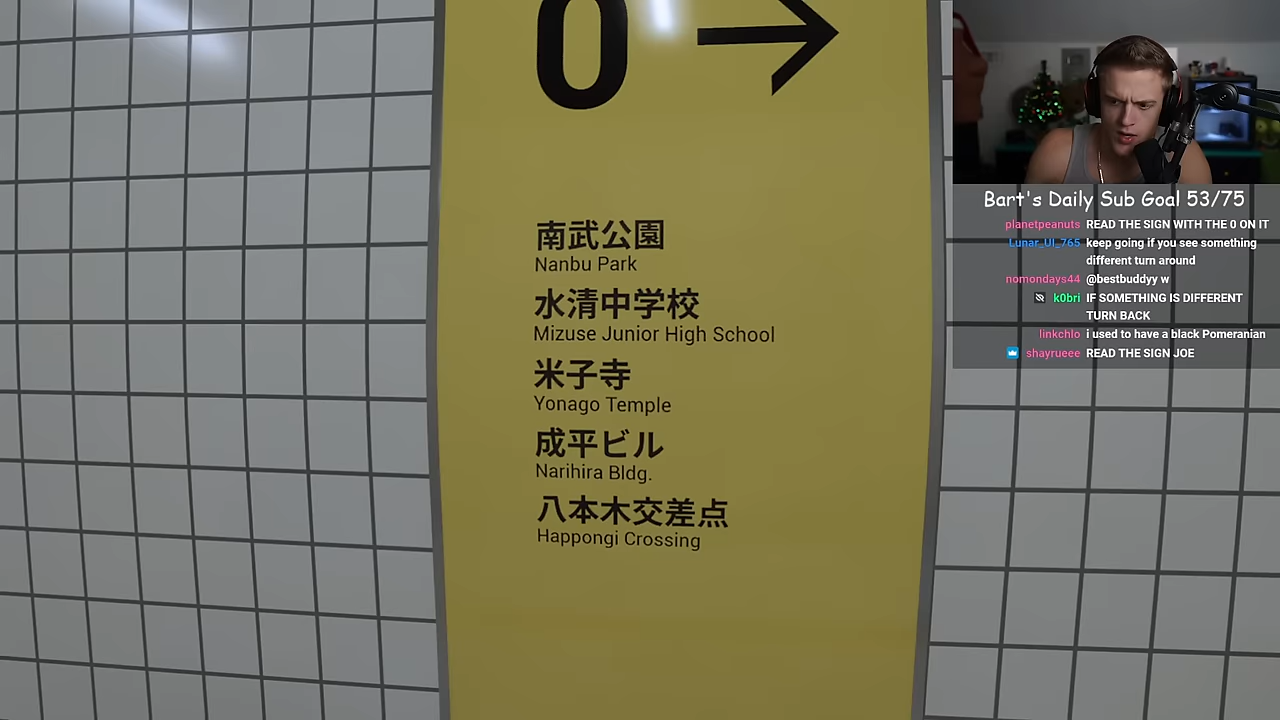 0 →
南武公園
Nanbu Park
水清中学校
Mizuse Junior High School
米子寺
Yonago Temple
成平ビル
Narihira Bldg.
八本木交差点
Happongi Crossing
Bart's Daily Sub Goal 53/75
planetpeanuts READ THE SIGN WITH THE 0 ON IT
Lunar_UI_765 keep going if you see something
different turn around
nomondays44 @bestbuddyy w
k0bri IF SOMETHING IS DIFFERENT
TURN BACK
linkchlo i used to have a black Pomeranian
shayrueee READ THE SIGN JOE